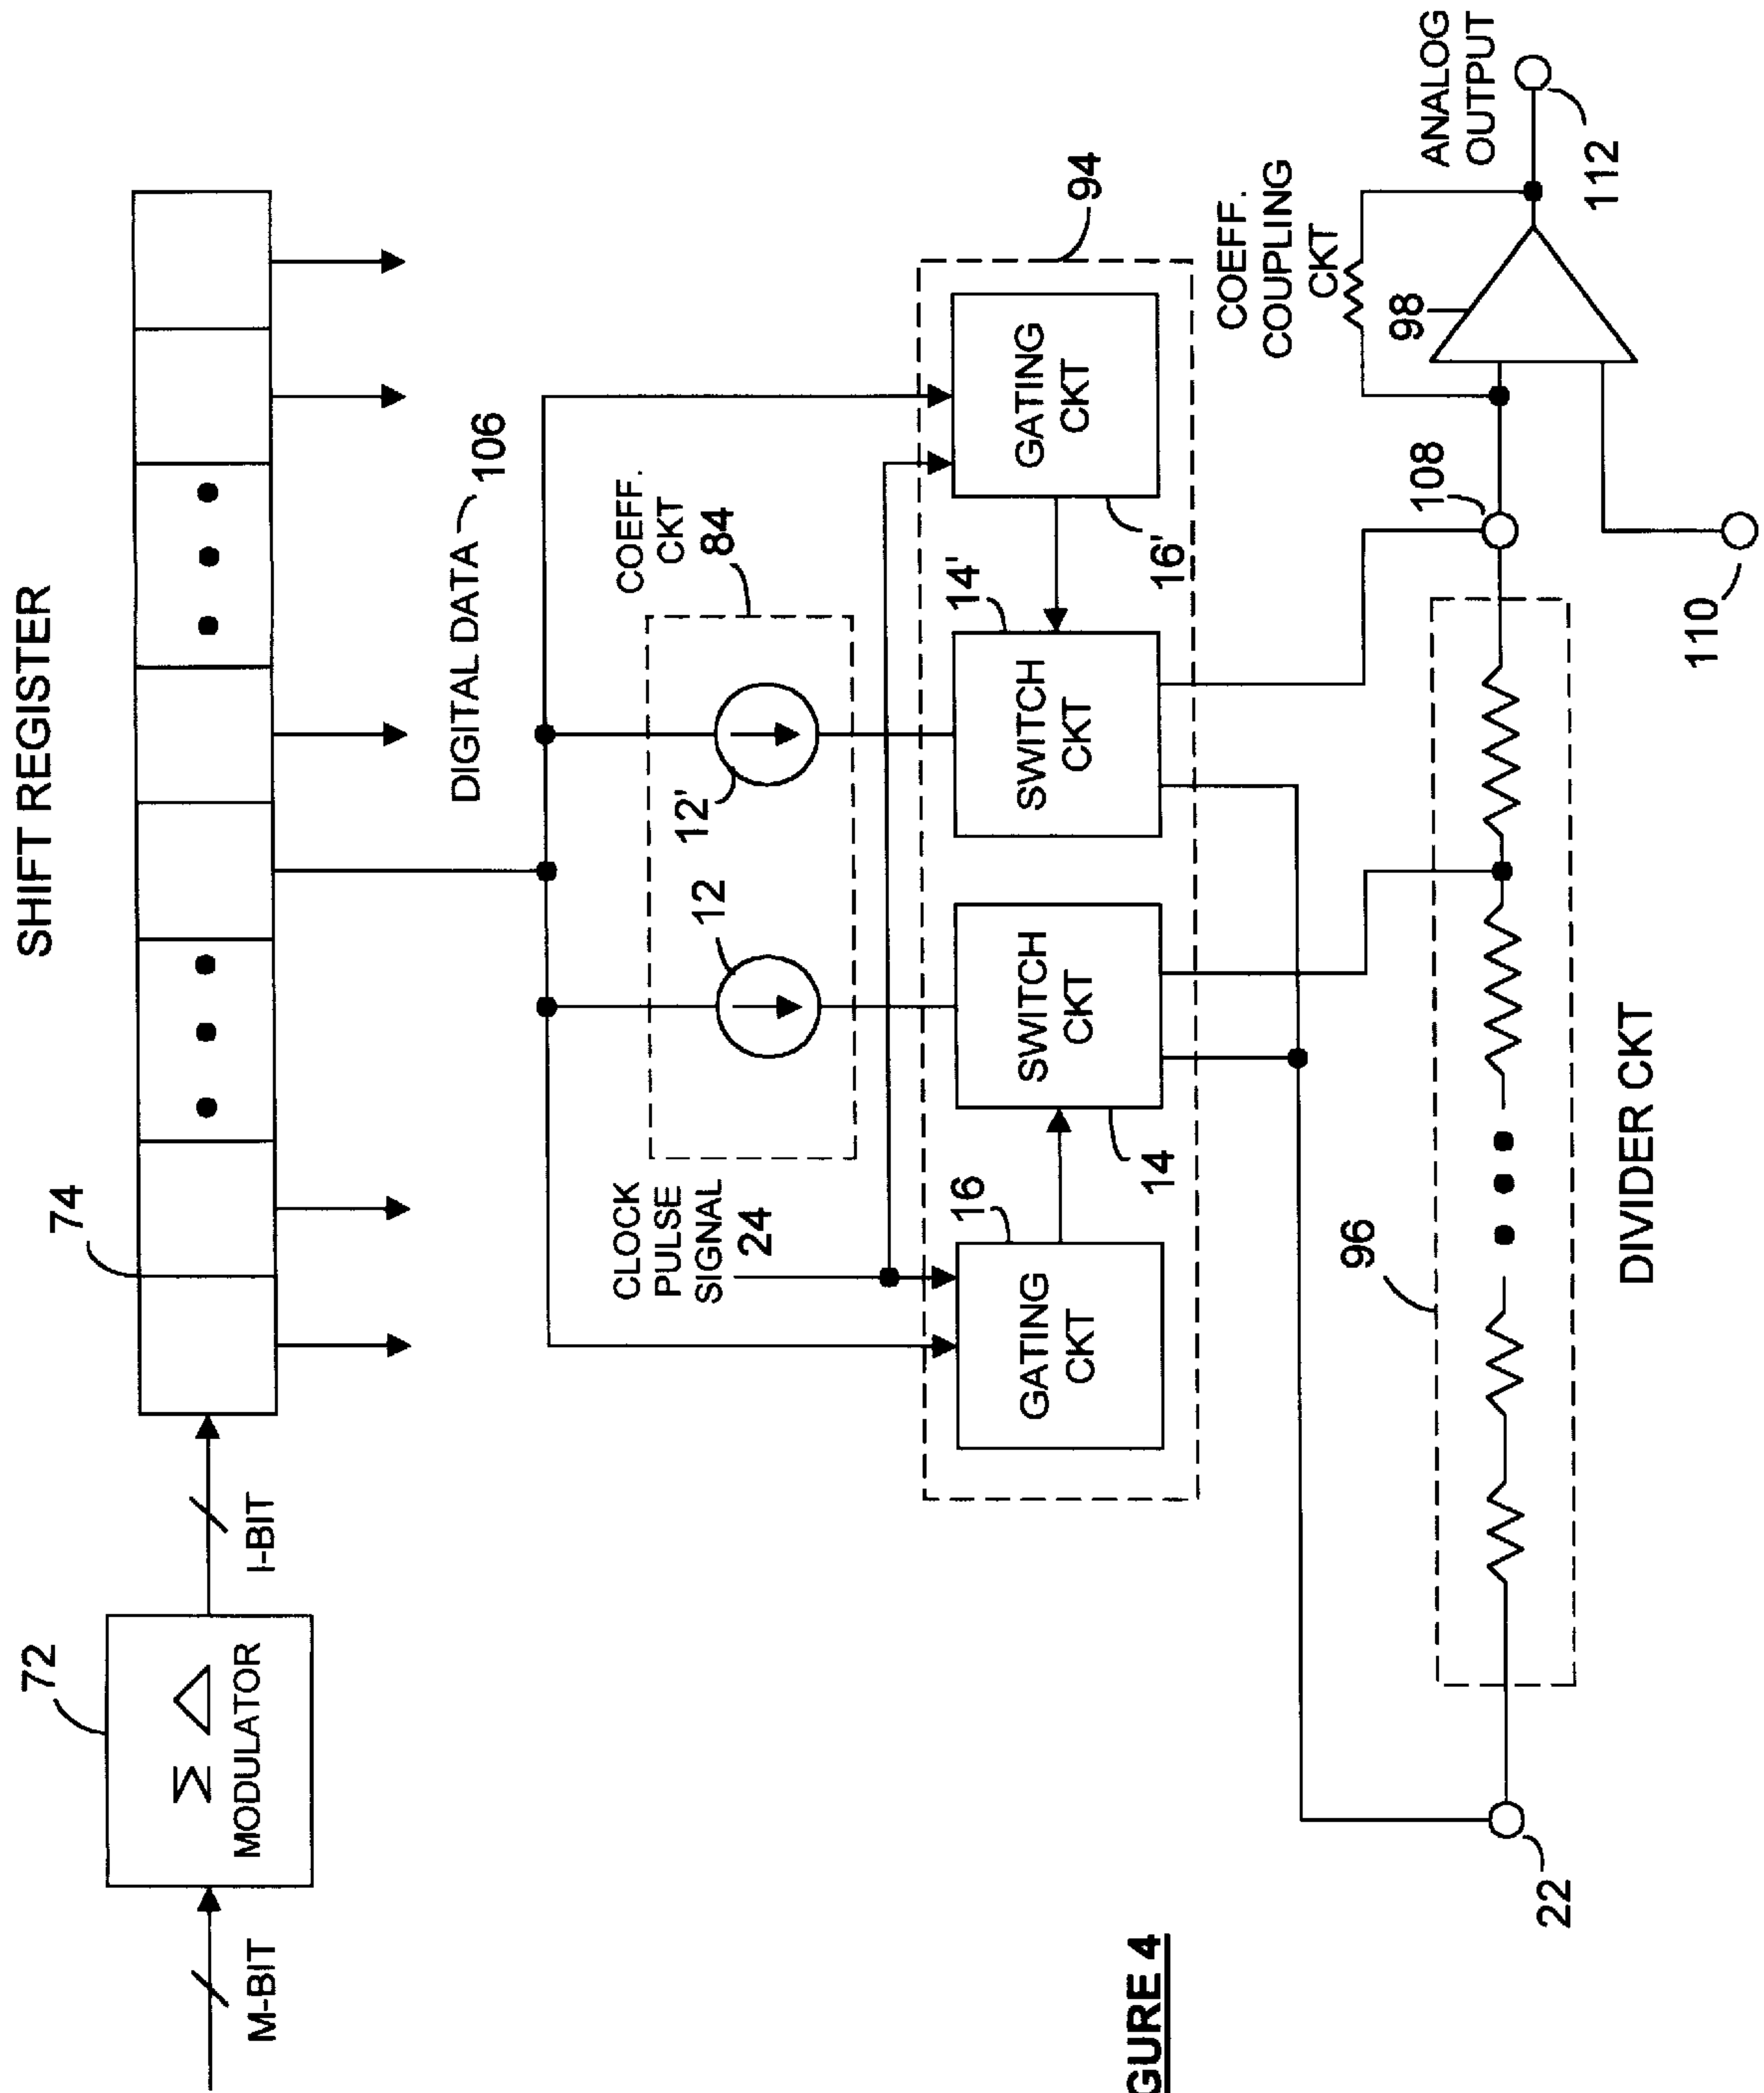 SHIFT REGISTER
72
Σ Δ
MODULATOR
M-BIT
I-BIT
74
DIGITAL DATA 106
COEFF.
CKT
84
12
12'
CLOCK
PULSE
SIGNAL
24
94
16
GATING
CKT
14
SWITCH
CKT
14'
SWITCH
CKT
16'
GATING
CKT
COEFF.
COUPLING
CKT
98
ANALOG
OUTPUT
112
108
110
96
22
DIVIDER CKT
GURE 4